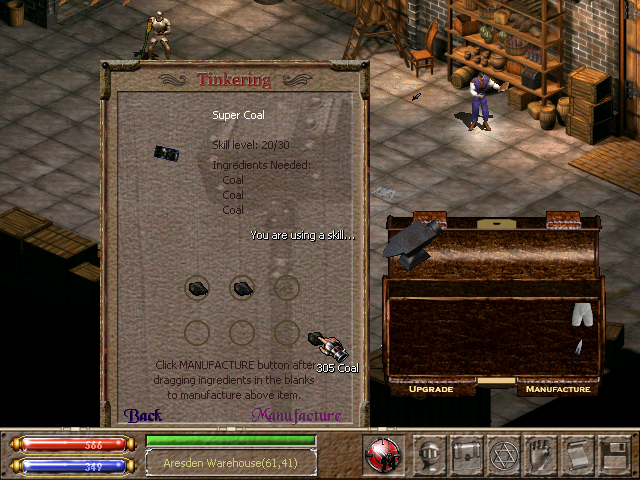 Tinkering
Super Coal
Skill level: 20/30
Ingredients Needed:
Coal
Coal
Coal
You are using a skill...
305 Coal
Click MANUFACTURE button after
dragging ingredients in the blanks
to manufacture above item.
Back
Manufacture
UPGRADE
MANUFACTURE
566
349
Aresden Warehouse(61,41)